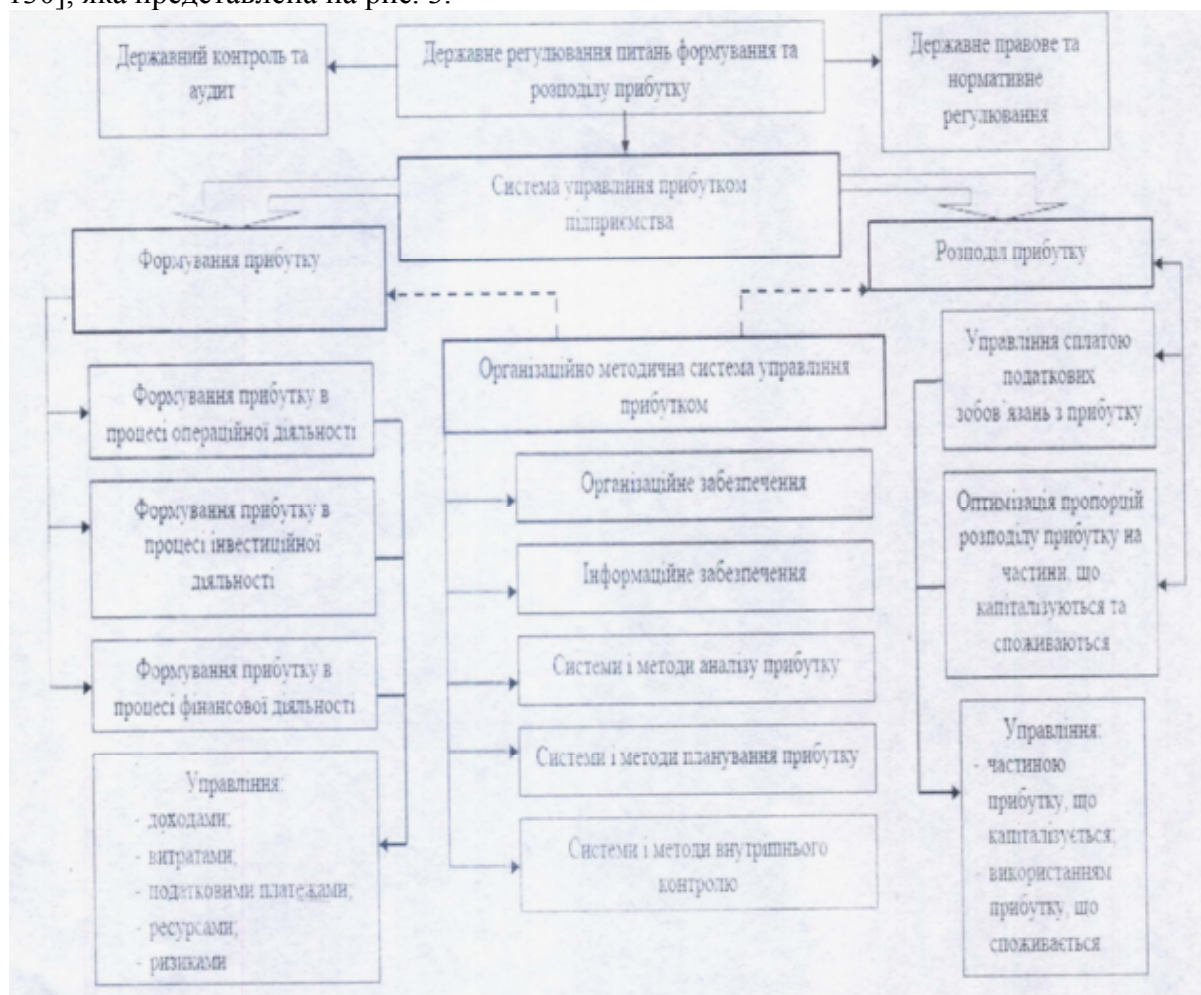 150], яка представлена на рис. 3.
Державний контроль та
аудит
Державне регулювання питань формування та
розподілу прибутку
Державне правове та
нормативне
регулювання
Система управління прибутком
підприємства
Формування прибутку
Розподіл прибутку
Організаційно методична система управління
прибутком
Формування прибутку в
процесі операційної діяльності
Формування прибутку в
процесі інвестиційної
діяльності
Формування прибутку в
процесі фінансової діяльності
Управління:
- доходами;
- витратами;
- податковими платежами;
- ресурсами;
- ризиками
Організаційне забезпечення
Інформаційне забезпечення
Системи і методи аналізу прибутку
Системи і методи планування прибутку
Системи і методи внутрішнього
контролю
Управління сплатою
податкових
зобов`язань з прибутку
Оптимізація пропорцій
розподілу прибутку на
частини, що
капіталізуються та
споживаються
Управління:
- частиною
прибутку, що
капіталізується;
використанням
прибутку, що
споживається